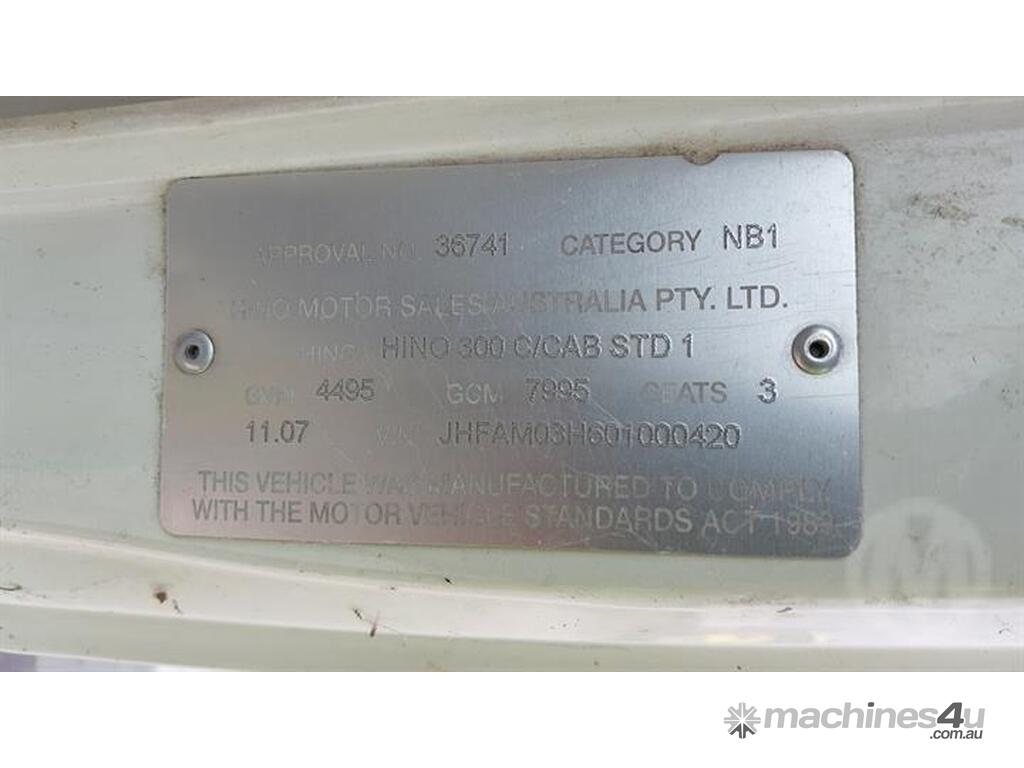 APPROVAL NO. 36741 CATEGORY NB1
HINO MOTOR SALES AUSTRALIA PTY. LTD.
HINO HINO 300 C/CAB STD 1
GVM 4495 GCM 7995 SEATS 3
11.07 VIN JHFAM03H601000420
THIS VEHICLE WAS MANUFACTURED TO COMPLY
WITH THE MOTOR VEHICLE STANDARDS ACT 1989
M
machines4u
.com.au